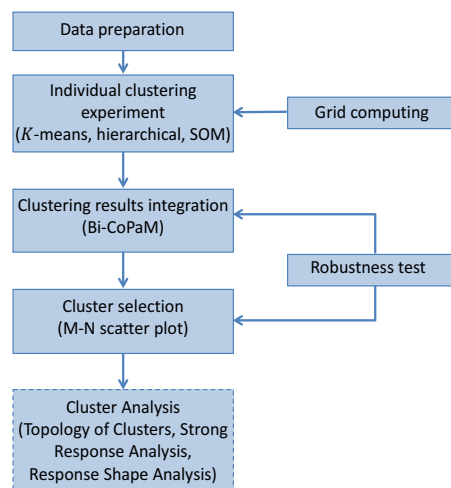 Data preparation
Individual clustering
experiment
(K-means, hierarchical, SOM)
Grid computing
Clustering results integration
(Bi-CoPaM)
Robustness test
Cluster selection
(M-N scatter plot)
Cluster Analysis
(Topology of Clusters, Strong
Response Analysis,
Response Shape Analysis)